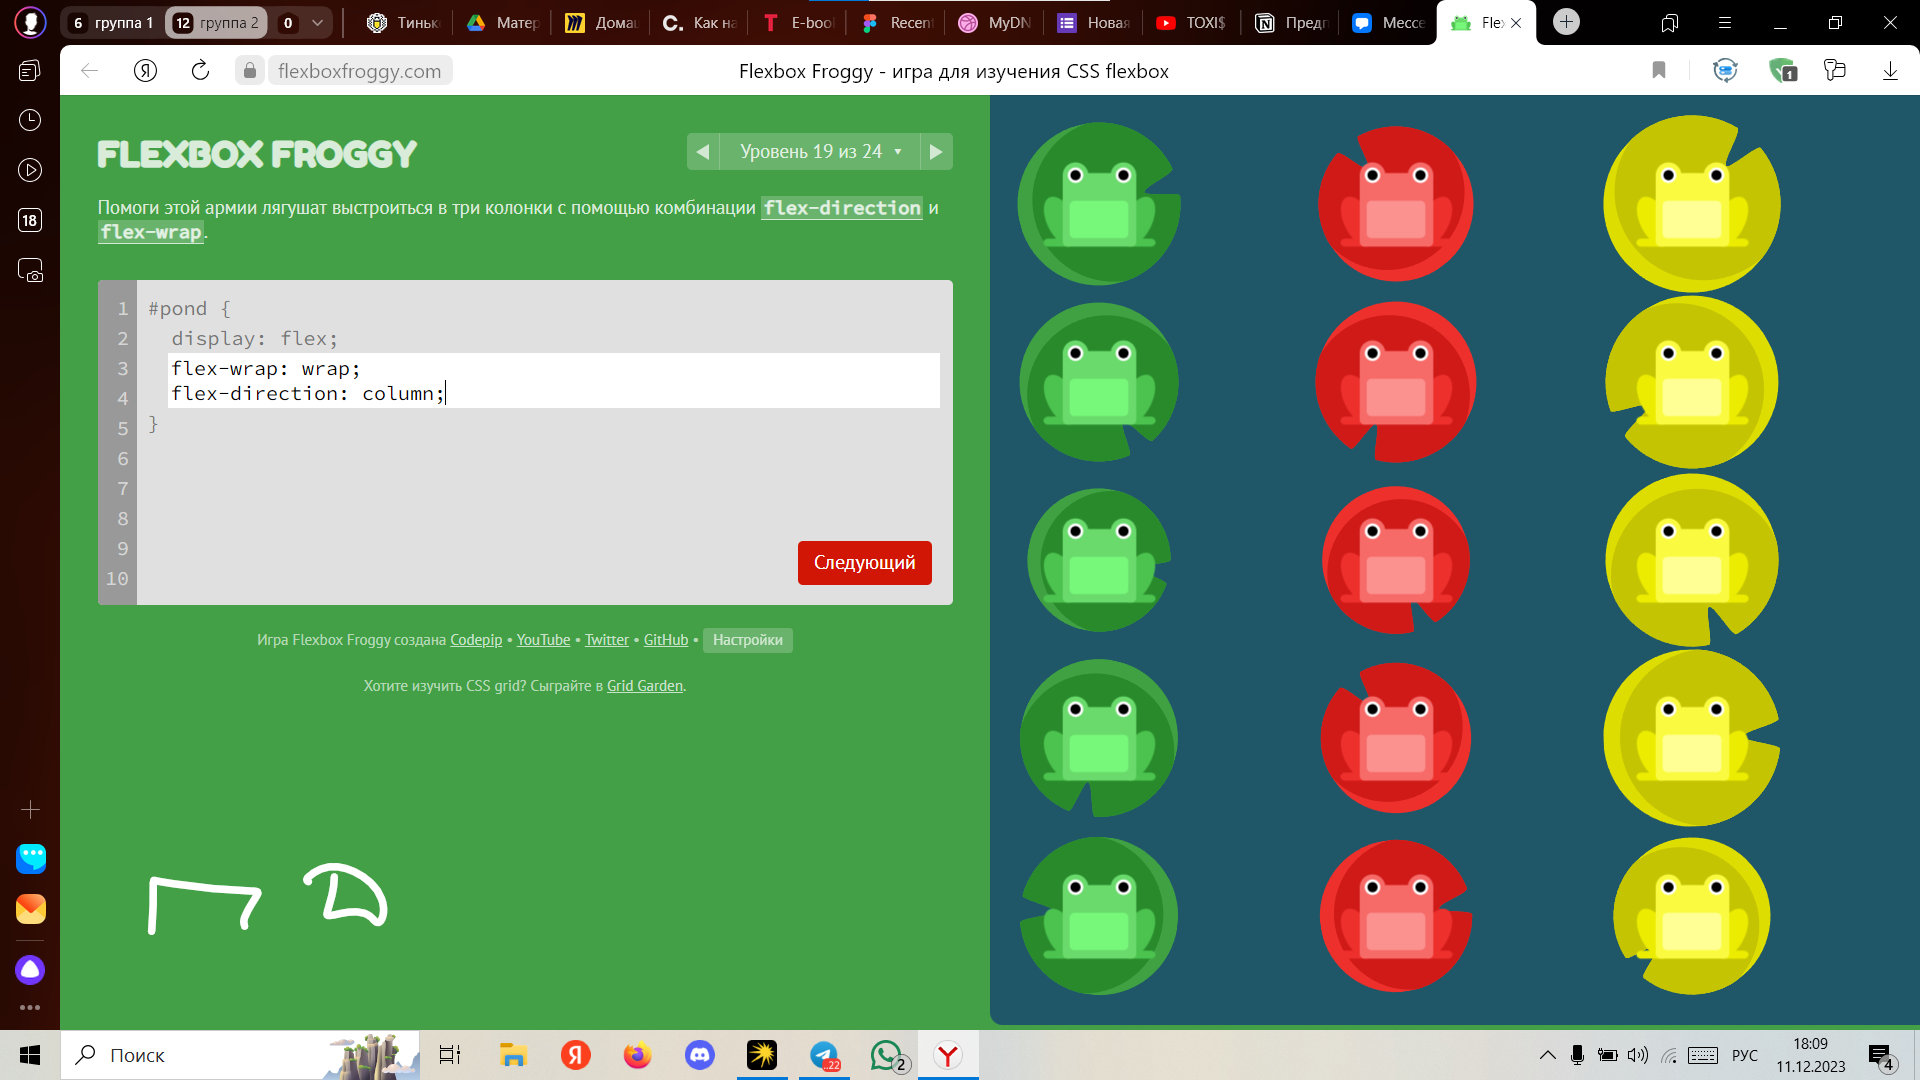 6 группа 1 12 группа 2 0 Тиньк Матер Домаш Как на E-bool Recent MyDN Новая TOXI$ Предп Мессе Flex
flexboxfroggy.com Flexbox Froggy - игра для изучения CSS flexbox 1
18
FLEXBOX FROGGY
Уровень 19 из 24
Помоги этой армии лягушат выстроиться в три колонки с помощью комбинации flex-direction и
flex-wrap.
1 #pond {
2 display: flex;
3 flex-wrap: wrap;
4 flex-direction: column;
5 }
6
7
8
9
10
Следующий
Игра Flexbox Froggy создана Codepip • YouTube • Twitter • GitHub • Настройки
Хотите изучить CSS grid? Сыграйте в Grid Garden.
П D
Поиск
..22
2
РУС
18:09
11.12.2023
4